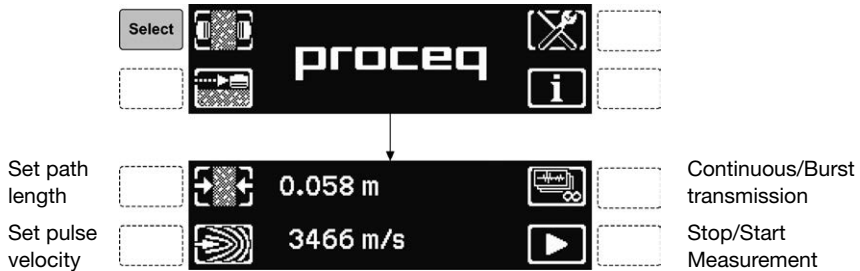 Select
proceq
i
Set path
length
0.058 m
Continuous/Burst
transmission
Set pulse
velocity
3466 m/s
Stop/Start
Measurement